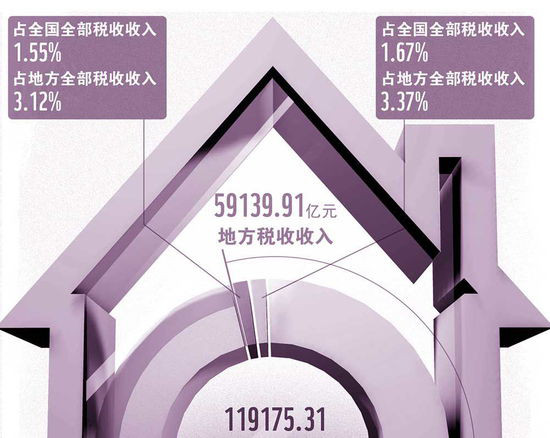 占全国全部税收收入
1.55%
占地方全部税收收入
3.12%
占全国全部税收收入
1.67%
占地方全部税收收入
3.37%
59139.91亿元
地方税收收入
119175.31